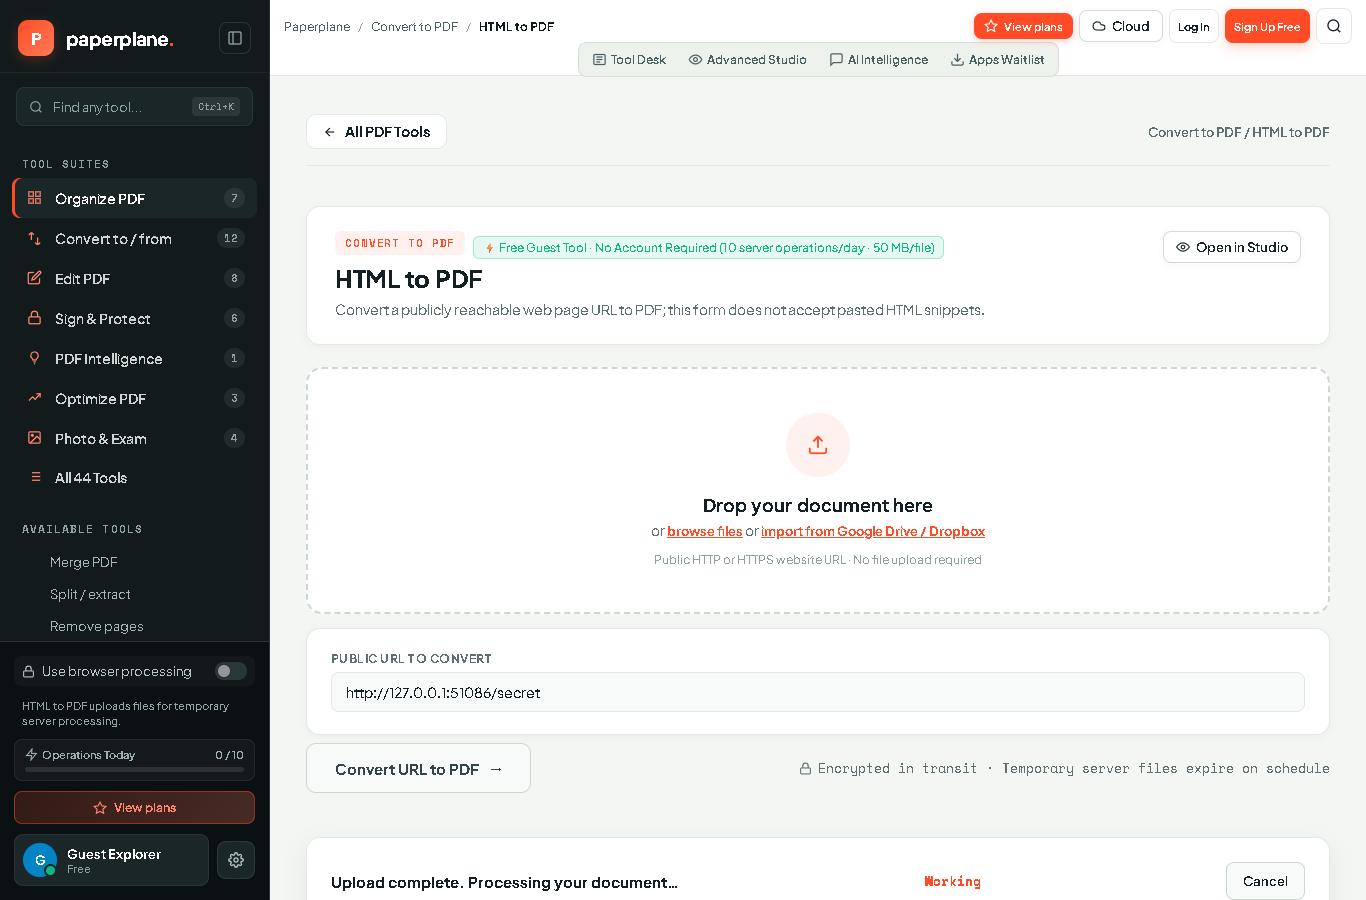 P paperplane.
Find any tool... Ctrl+K
TOOL SUITES
Organize PDF 7
Convert to / from 12
Edit PDF 8
Sign & Protect 6
PDF Intelligence 1
Optimize PDF 3
Photo & Exam 4
All 44 Tools
AVAILABLE TOOLS
Merge PDF
Split / extract
Remove pages
Use browser processing
HTML to PDF uploads files for temporary
server processing.
Operations Today 0 / 10
View plans
G Guest Explorer
Free
Paperplane / Convert to PDF / HTML to PDF
View plans Cloud Log In Sign Up Free
Tool Desk Advanced Studio AI Intelligence Apps Waitlist
← All PDF Tools Convert to PDF / HTML to PDF
CONVERT TO PDF Free Guest Tool · No Account Required (10 server operations/day · 50 MB/file) Open in Studio
HTML to PDF
Convert a publicly reachable web page URL to PDF; this form does not accept pasted HTML snippets.
Drop your document here
or browse files or import from Google Drive / Dropbox
Public HTTP or HTTPS website URL · No file upload required
PUBLIC URL TO CONVERT
http://127.0.0.1:51086/secret
Convert URL to PDF → Encrypted in transit · Temporary server files expire on schedule
Upload complete. Processing your document... Working Cancel